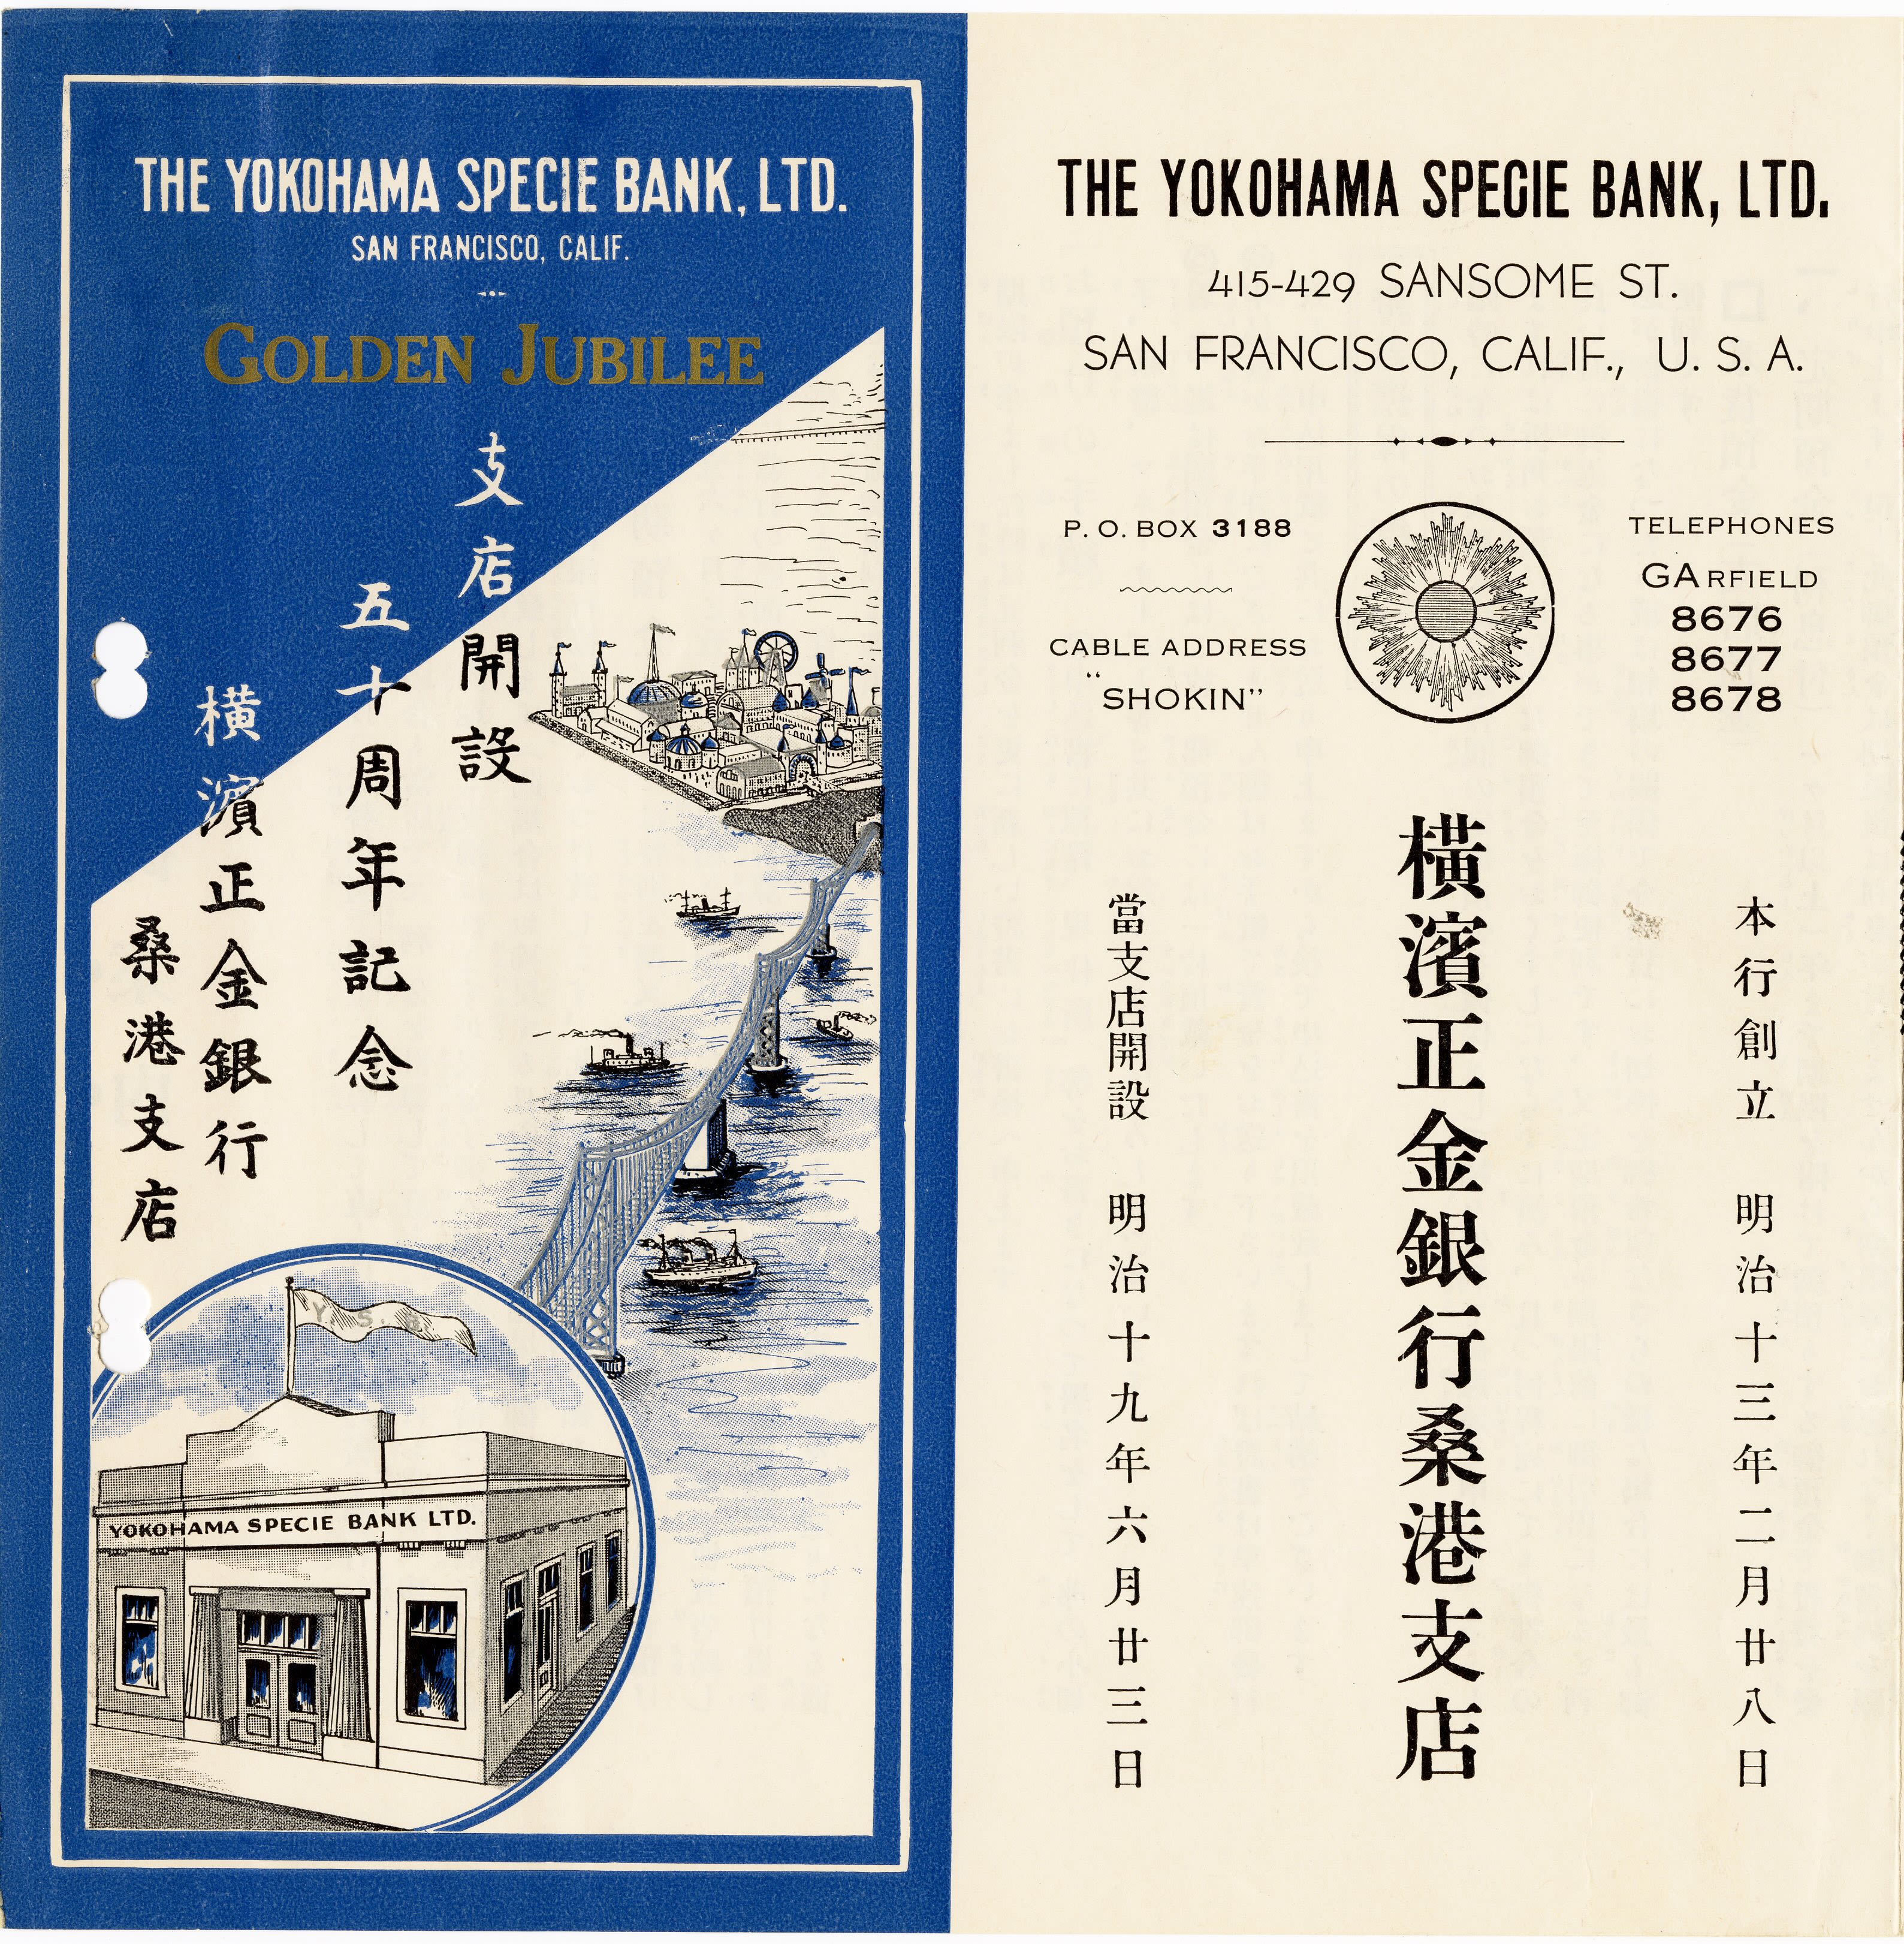 THE YOKOHAMA SPECIE BANK, LTD.
SAN FRANCISCO, CALIF.
GOLDEN JUBILEE
支店開設
五十周年記念
横濱正金銀行
桑港支店
Y. S. B.
YOKOHAMA SPECIE BANK LTD.
THE YOKOHAMA SPECIE BANK, LTD.
415-429 SANSOME ST.
SAN FRANCISCO, CALIF., U. S. A.
P. O. BOX 3188
CABLE ADDRESS
"SHOKIN"
TELEPHONES
GARFIELD
8676
8677
8678
本行創立 明治十三年二月廿八日
橫濱正金銀行桑港支店
當支店開設 明治十九年六月廿三日